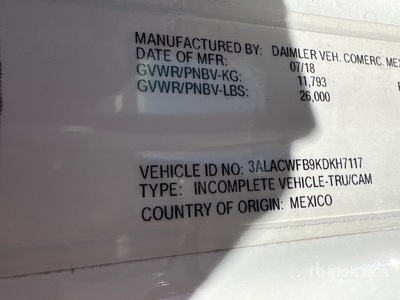 MANUFACTURED BY: DAIMLER VEH. COMERC. MEX
DATE OF MFR: 07/18
GVWR/PNBV-KG: 11,793
GVWR/PNBV-LBS: 26,000
VEHICLE ID NO: 3ALACWFB9KDKH7117
TYPE: INCOMPLETE VEHICLE-TRU/CAM
COUNTRY OF ORIGIN: MEXICO